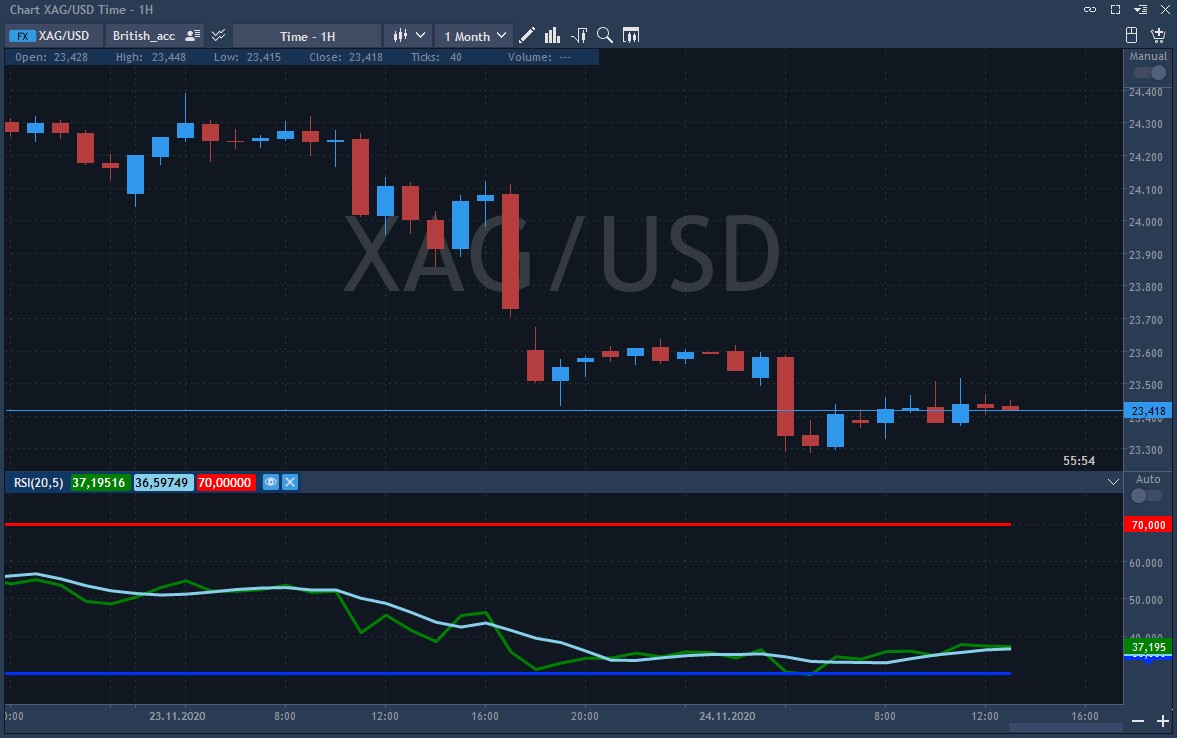 Chart XAG/USD Time - 1H
FX XAG/USD British_acc Time - 1H 1 Month
Open: 23,428 High: 23,448 Low: 23,415 Close: 23,418 Ticks: 40 Volume: ---
Manual
24.400
24.300
24.200
24.100
24.000
23.900
23.800
23.700
23.600
23.500
23,418
23.400
23.300
XAG/USD
55:54
RSI(20,5) 37,19516 36,59749 70,00000
Auto
70,000
60.000
50.000
40.000
37,195
0:00 23.11.2020 8:00 12:00 16:00 20:00 24.11.2020 8:00 12:00 16:00